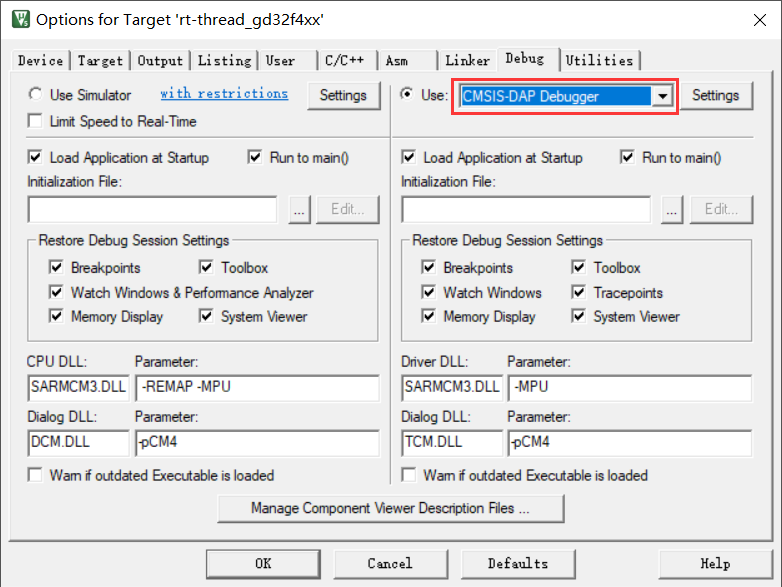 Options for Target 'rt-thread_gd32f4xx'
Device Target Output Listing User C/C++ Asm Linker Debug Utilities
Use Simulator with restrictions Settings
Use: CMSIS-DAP Debugger Settings
Limit Speed to Real-Time
Load Application at Startup Run to main()
Load Application at Startup Run to main()
Initialization File:
Initialization File:
... Edit...
... Edit...
Restore Debug Session Settings
Breakpoints Toolbox
Watch Windows & Performance Analyzer
Memory Display System Viewer
Restore Debug Session Settings
Breakpoints Toolbox
Watch Windows Tracepoints
Memory Display System Viewer
CPU DLL: Parameter:
SARMCM3.DLL -REMAP -MPU
Driver DLL: Parameter:
SARMCM3.DLL -MPU
Dialog DLL: Parameter:
DCM.DLL -pCM4
Dialog DLL: Parameter:
TCM.DLL -pCM4
Warn if outdated Executable is loaded
Warn if outdated Executable is loaded
Manage Component Viewer Description Files ...
OK Cancel Defaults Help